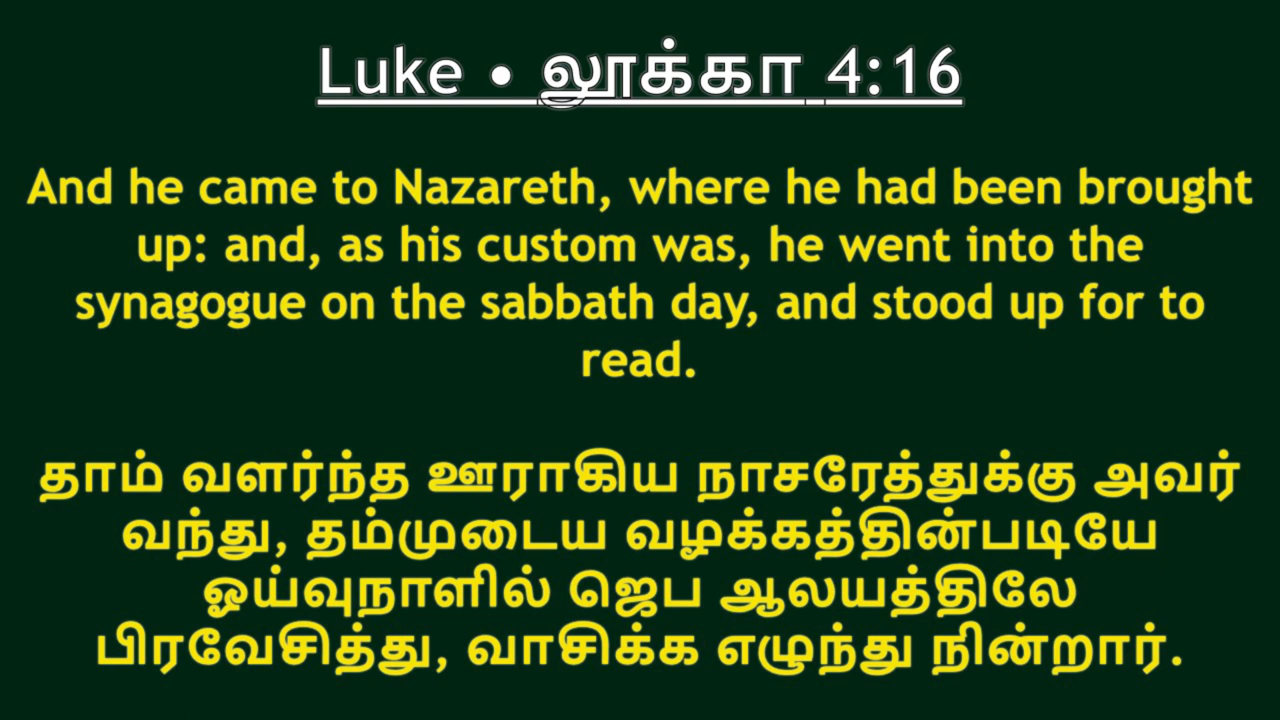 Luke • லூக்கா 4:16
And he came to Nazareth, where he had been brought
up: and, as his custom was, he went into the
synagogue on the sabbath day, and stood up for to
read.
தாம் வளர்ந்த ஊராகிய நாசரேத்துக்கு அவர்
வந்து, தம்முடைய வழக்கத்தின்படியே
ஓய்வுநாளில் ஜெப ஆலயத்திலே
பிரவேசித்து, வாசிக்க எழுந்து நின்றார்.